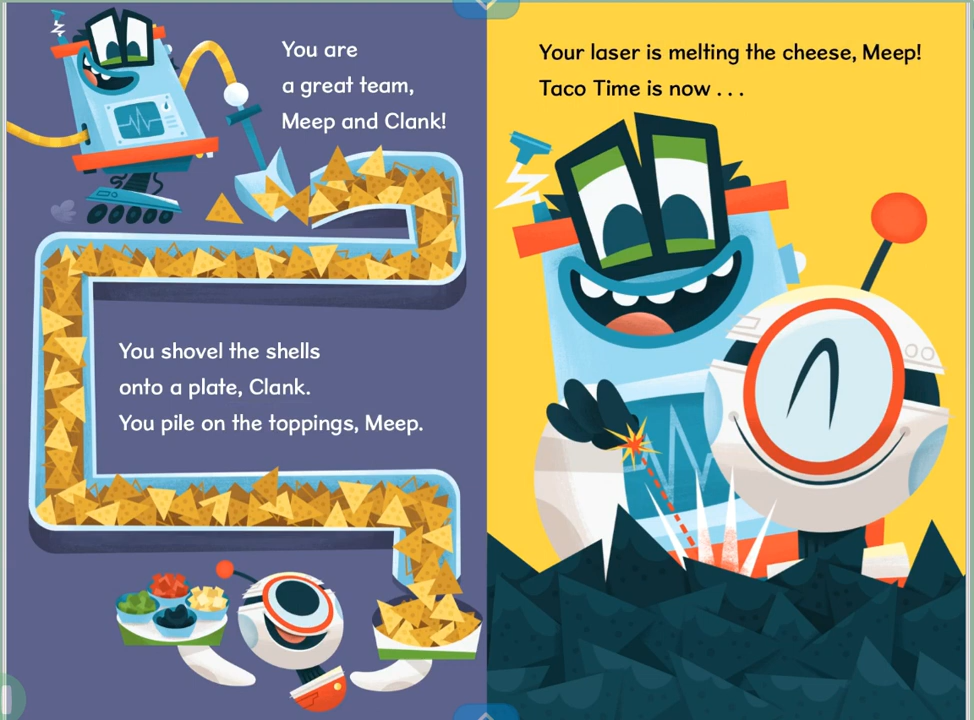 You are
a great team,
Meep and Clank!
You shovel the shells
onto a plate, Clank.
You pile on the toppings, Meep.
Your laser is melting the cheese, Meep!
Taco Time is now . . .